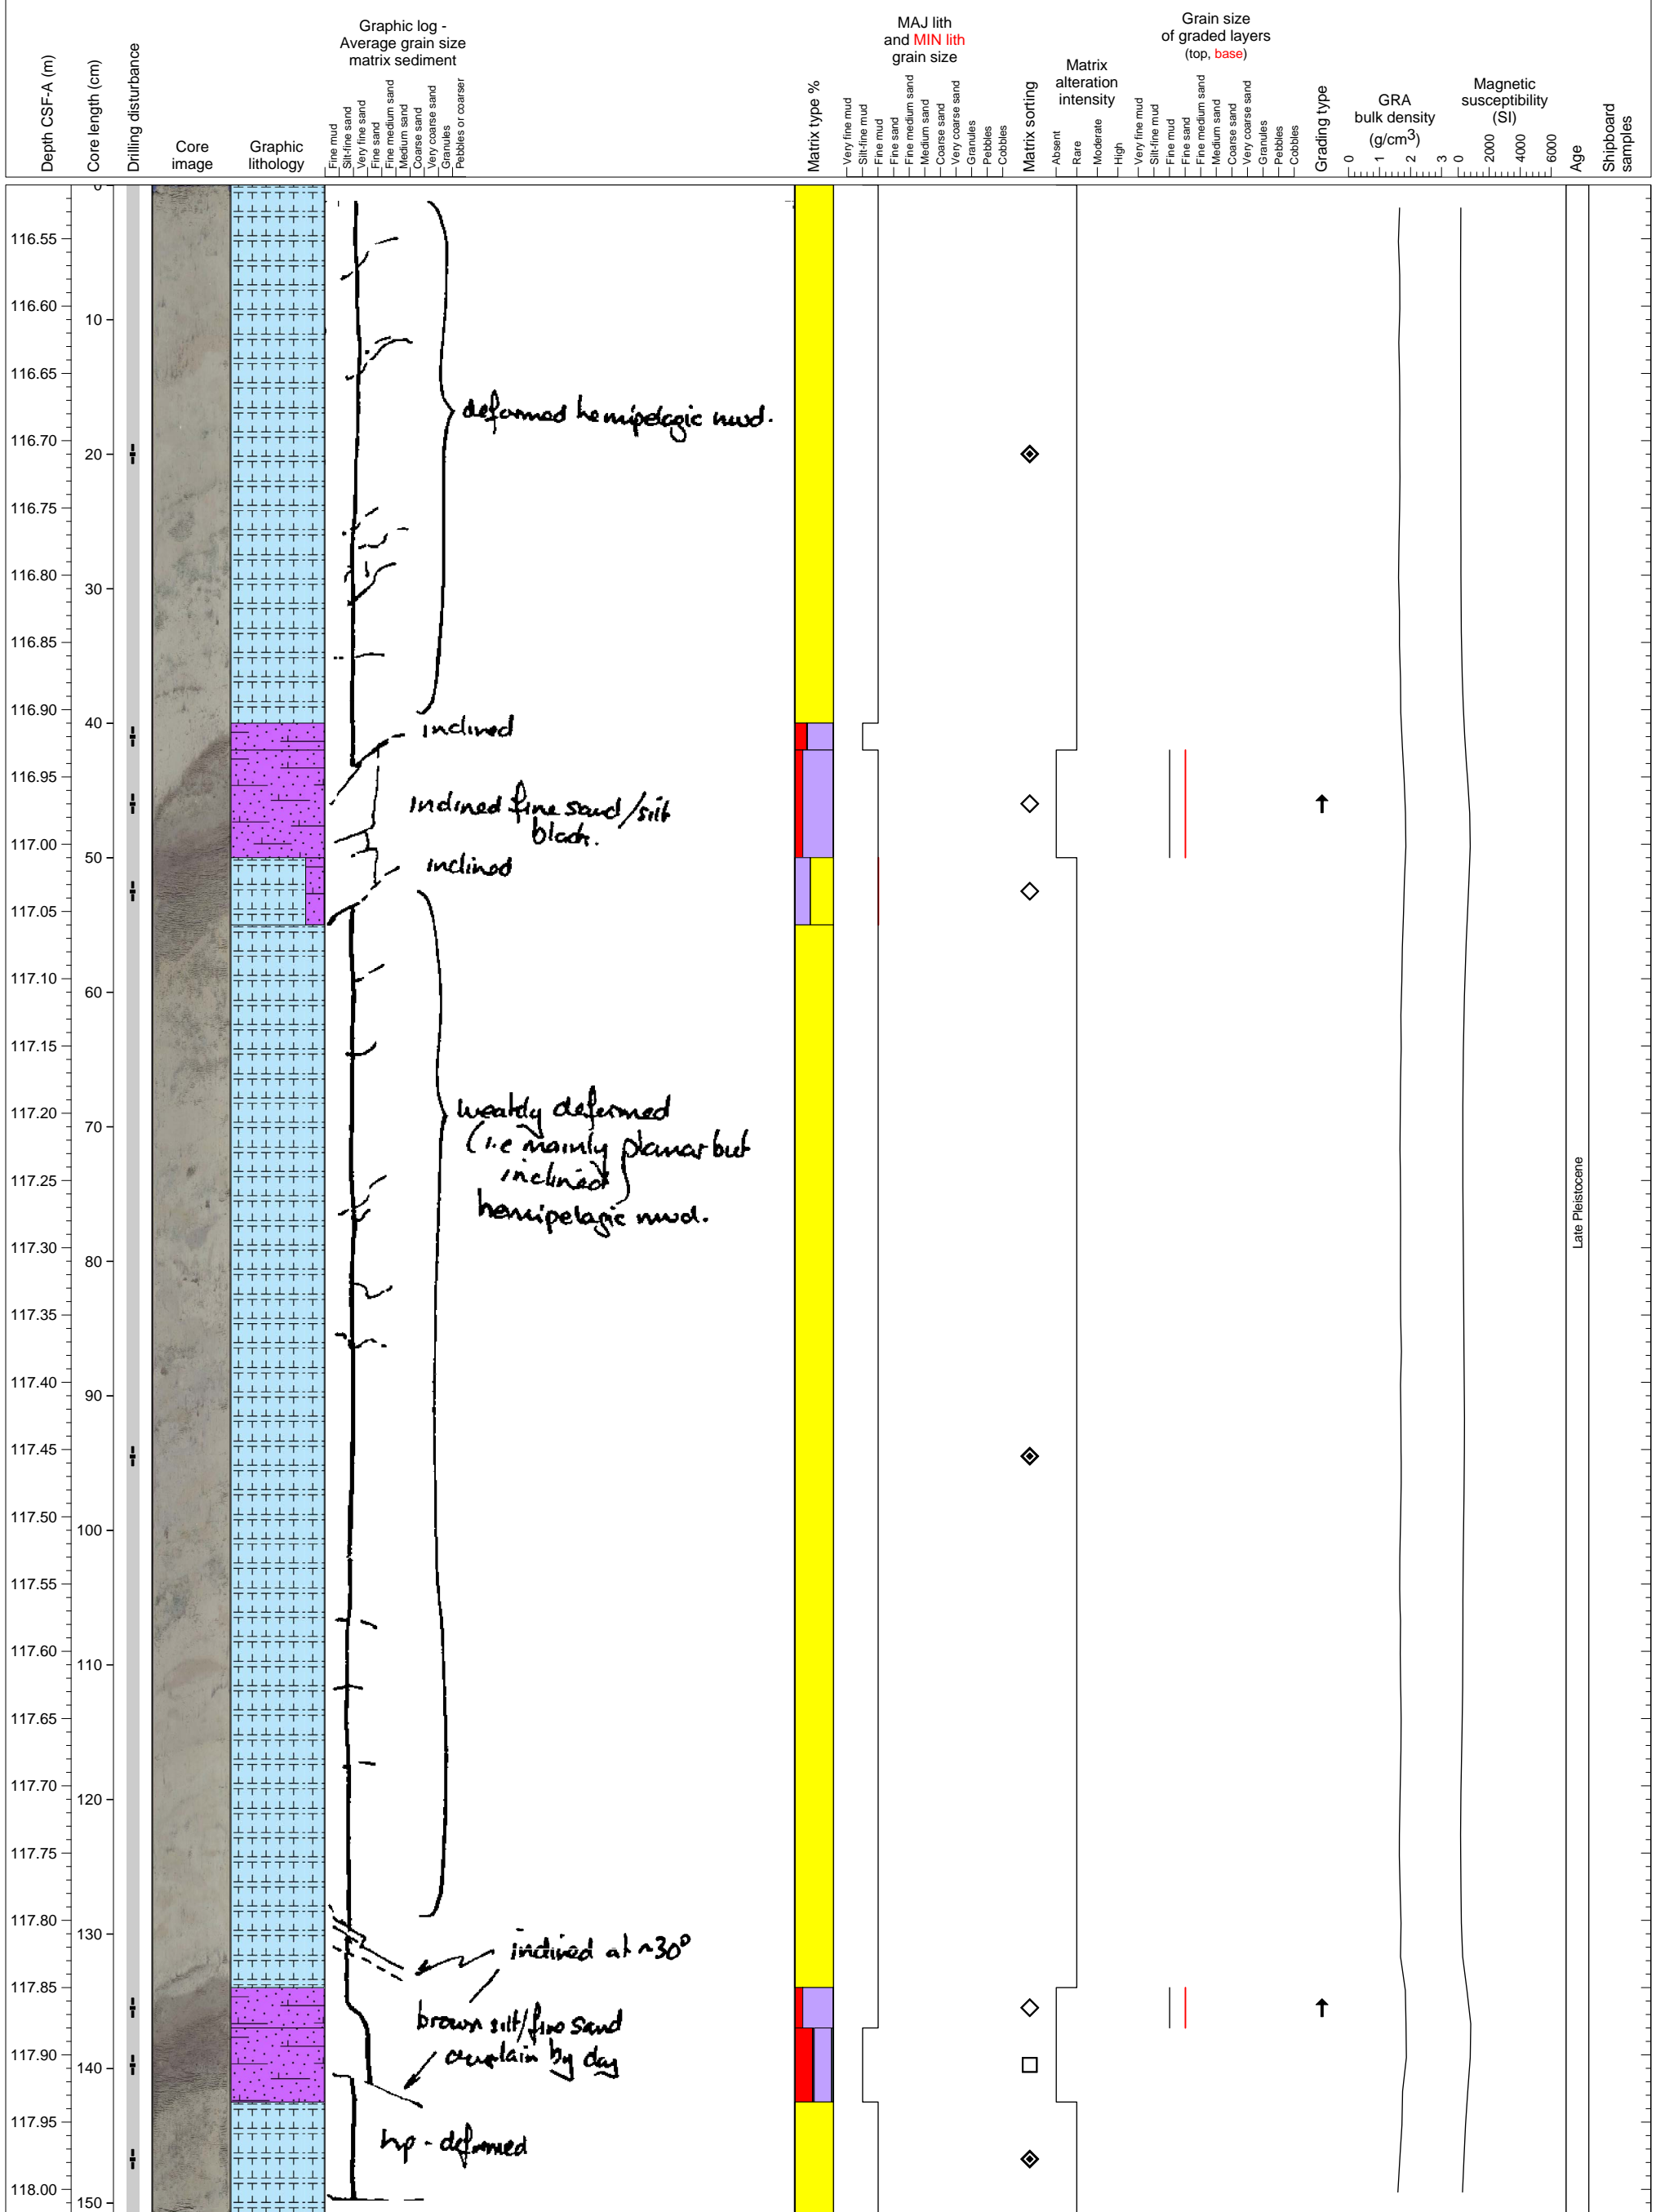 Depth CSF-A (m)
Core length (cm)
Drilling disturbance
Core
image
Graphic
lithology
Graphic log -
Average grain size
matrix sediment
Fine mud
Silt-fine sand
Very fine sand
Fine sand
Fine medium sand
Medium sand
Coarse sand
Very coarse sand
Granules
Pebbles or coarser
Matrix type %
MAJ lith
and MIN lith
grain size
Very fine mud
Silt-fine mud
Fine mud
Fine sand
Fine medium sand
Medium sand
Coarse sand
Very coarse sand
Granules
Pebbles
Cobbles
Matrix sorting
Matrix
alteration
intensity
Absent
Rare
Moderate
High
Grain size
of graded layers
(top, base)
Very fine mud
Silt-fine mud
Fine mud
Fine sand
Fine medium sand
Medium sand
Coarse sand
Very coarse sand
Granules
Pebbles
Cobbles
Grading type
GRA
bulk density
(g/cm3)
0 1 2 3
Magnetic
susceptibility
(SI)
0 2000 4000 6000
Age
Shipboard
samples
0
116.55
116.60
10
116.65
deformed hemipelagic mud.
116.70
20
116.75
116.80
30
116.85
116.90
40
inclined
116.95
inclined fine sand/silt
black.
117.00
50
inclined
117.05
117.10
60
117.15
117.20
70
weakly deformed
(i.e mainly planar but
inclined)
hemipelagic mud.
117.25
Late Pleistocene
117.30
80
117.35
117.40
90
117.45
117.50
100
117.55
117.60
110
117.65
117.70
120
117.75
117.80
130
inclined at ~30°
117.85
brown silt/fine sand
117.90
140
by
117.95
hp - deformed
118.00
150